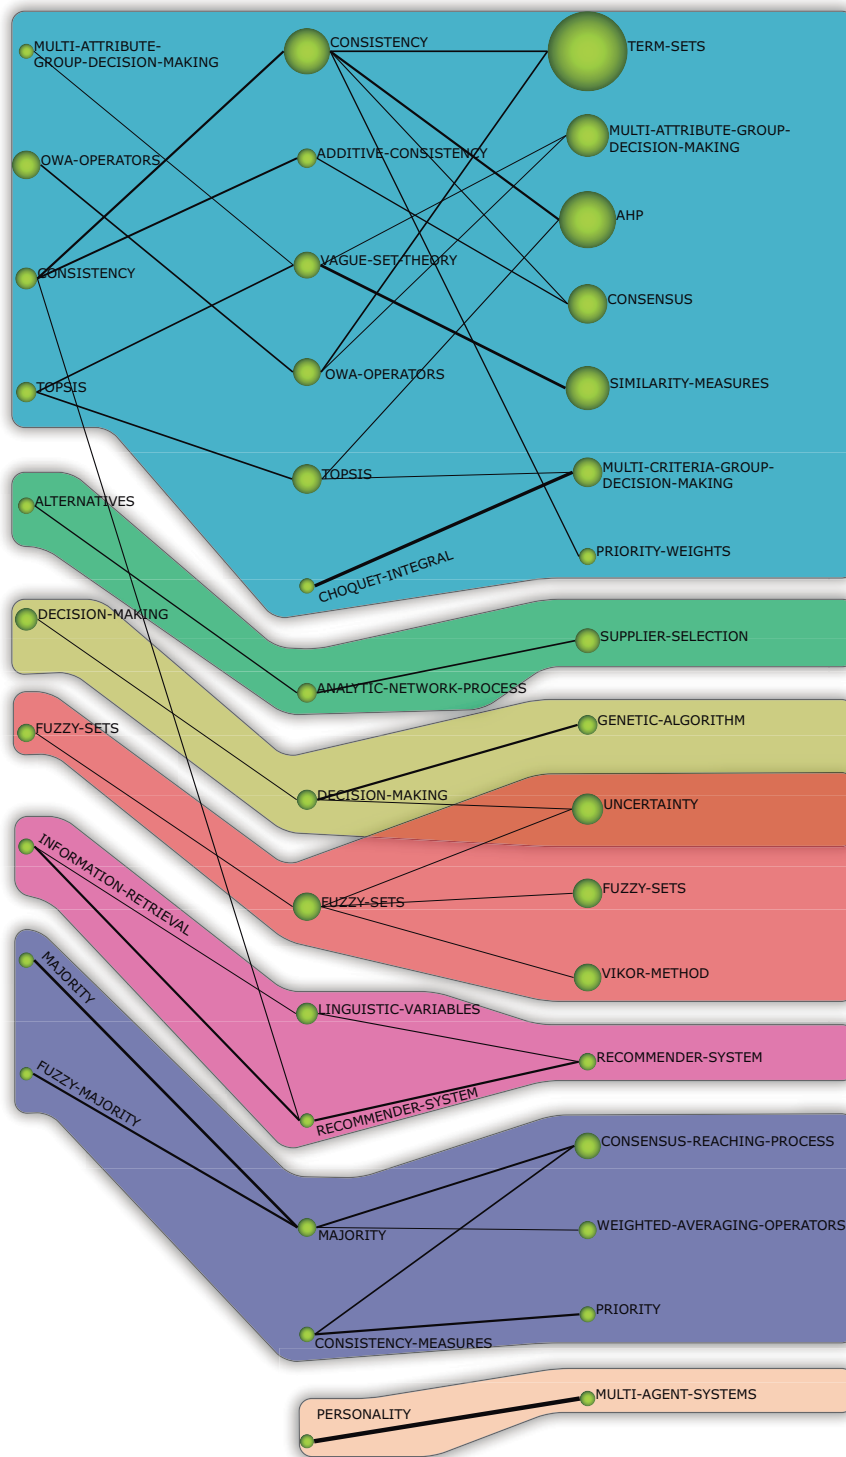 MULTI-ATTRIBUTE-
GROUP-DECISION-MAKING
OWA-OPERATORS
CONSISTENCY
TOPSIS
ALTERNATIVES
DECISION-MAKING
FUZZY-SETS
INFORMATION-RETRIEVAL
MAJORITY
FUZZY-MAJORITY
CONSISTENCY
ADDITIVE-CONSISTENCY
VAGUE-SET-THEORY
OWA-OPERATORS
TOPSIS
CHOQUET-INTEGRAL
ANALYTIC-NETWORK-PROCESS
DECISION-MAKING
FUZZY-SETS
LINGUISTIC-VARIABLES
RECOMMENDER-SYSTEM
MAJORITY
CONSISTENCY-MEASURES
PERSONALITY
TERM-SETS
MULTI-ATTRIBUTE-GROUP-
DECISION-MAKING
AHP
CONSENSUS
SIMILARITY-MEASURES
MULTI-CRITERIA-GROUP-
DECISION-MAKING
PRIORITY-WEIGHTS
SUPPLIER-SELECTION
GENETIC-ALGORITHM
UNCERTAINTY
FUZZY-SETS
VIKOR-METHOD
RECOMMENDER-SYSTEM
CONSENSUS-REACHING-PROCESS
WEIGHTED-AVERAGING-OPERATORS
PRIORITY
MULTI-AGENT-SYSTEMS